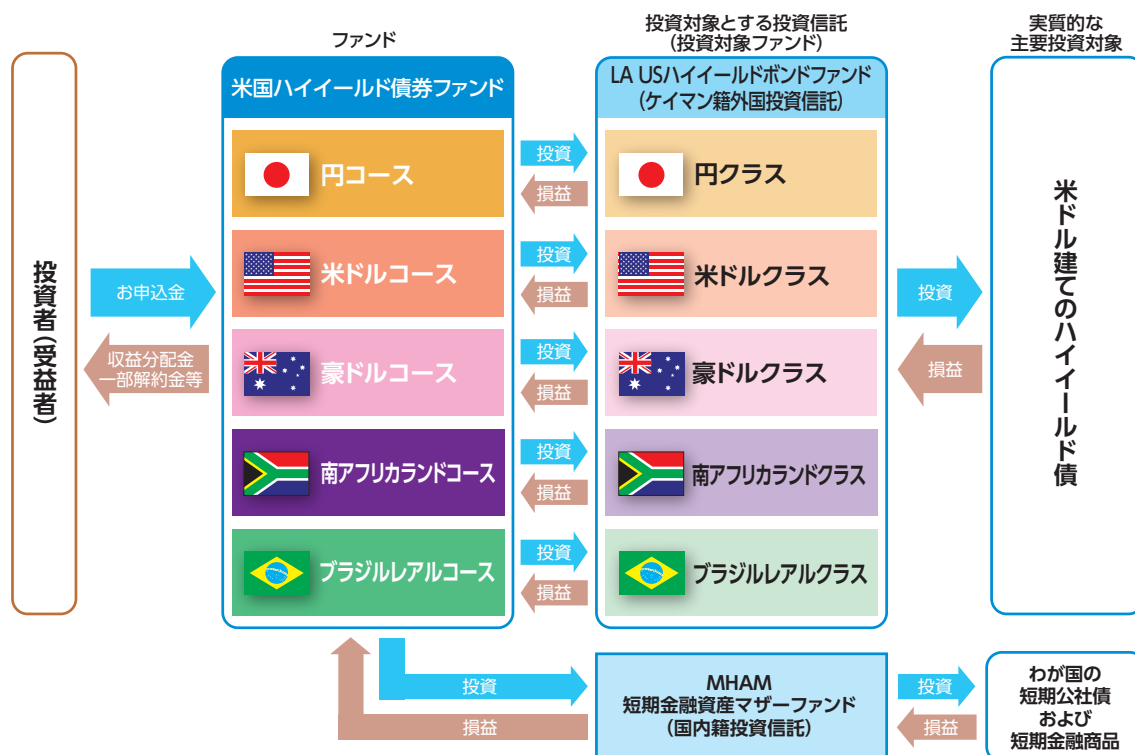 ファンド
投資対象とする投資信託
(投資対象ファンド)
実質的な
主要投資対象
投資者(受益者)
お申込金
収益分配金
一部解約金等
米国ハイイールド債券ファンド
円コース
米ドルコース
豪ドルコース
南アフリカランドコース
ブラジルレアルコース
投資
損益
投資
損益
投資
損益
投資
損益
投資
損益
LA USハイイールドボンドファンド
(ケイマン籍外国投資信託)
円クラス
米ドルクラス
豪ドルクラス
南アフリカランドクラス
ブラジルレアルクラス
投資
損益
米ドル建てのハイイールド債
投資
損益
MHAM
短期金融資産マザーファンド
(国内籍投資信託)
投資
損益
わが国の
短期公社債
および
短期金融商品